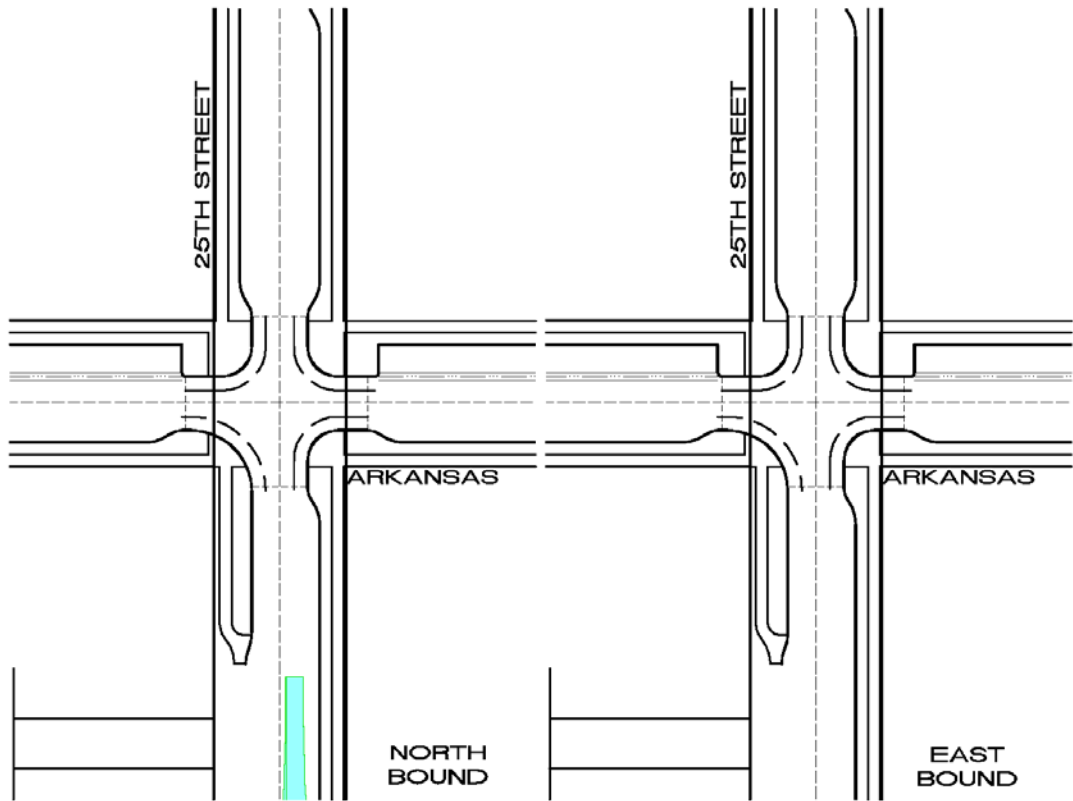 25TH STREET
ARKANSAS
NORTH
BOUND
25TH STREET
ARKANSAS
EAST
BOUND